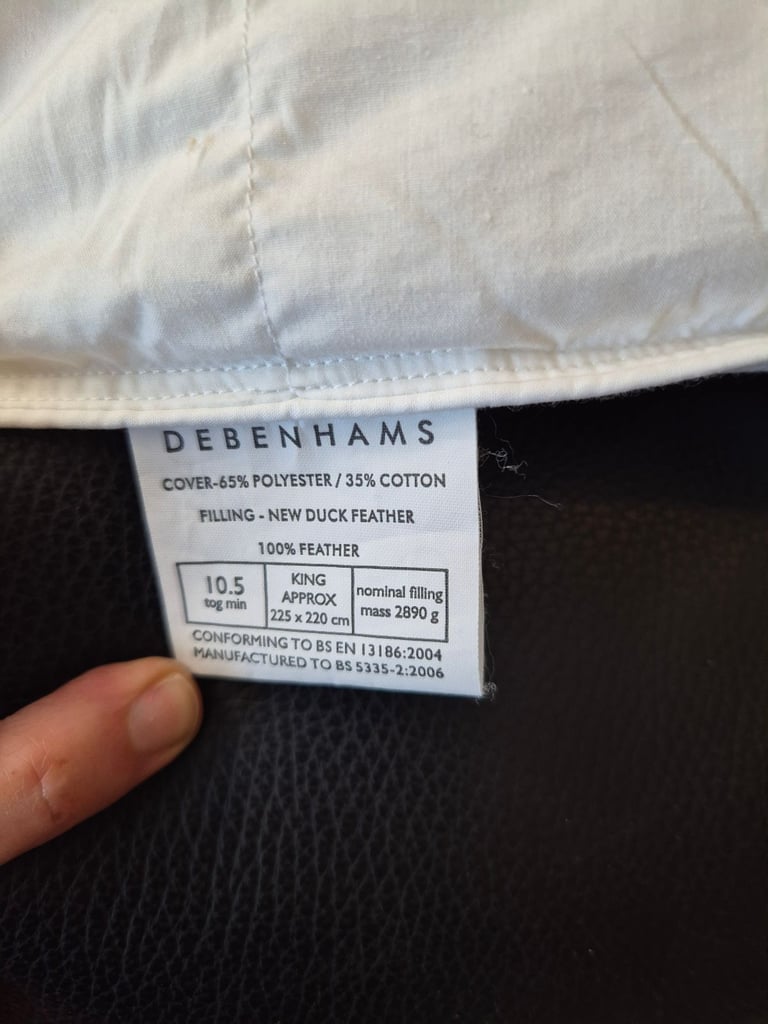 DEBENHAMS
COVER-65% POLYESTER / 35% COTTON
FILLING - NEW DUCK FEATHER
100% FEATHER
10.5
tog min
KING
APPROX
225 x 220 cm
nominal filling
mass 2890 g
CONFORMING TO BS EN 13186:2004
MANUFACTURED TO BS 5335-2:2006